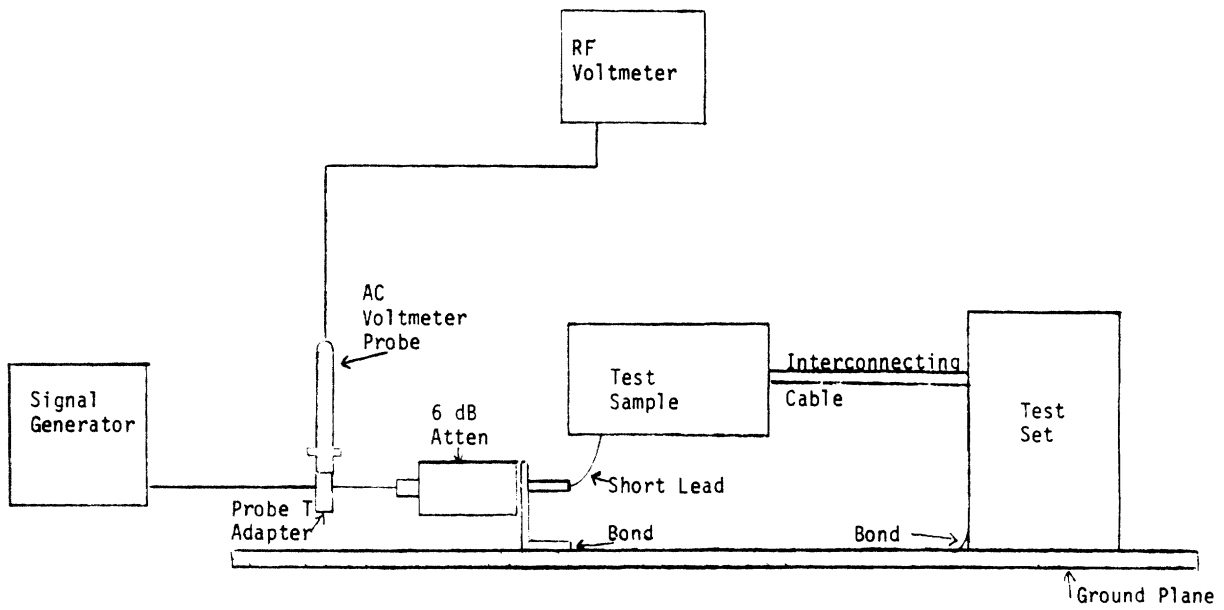 RF
Voltmeter
AC
Voltmeter
Probe
Signal
Generator
6 dB
Atten
Test
Sample
Interconnecting
Cable
Test
Set
Short Lead
Probe T
Adapter
Bond
Bond
Ground Plane